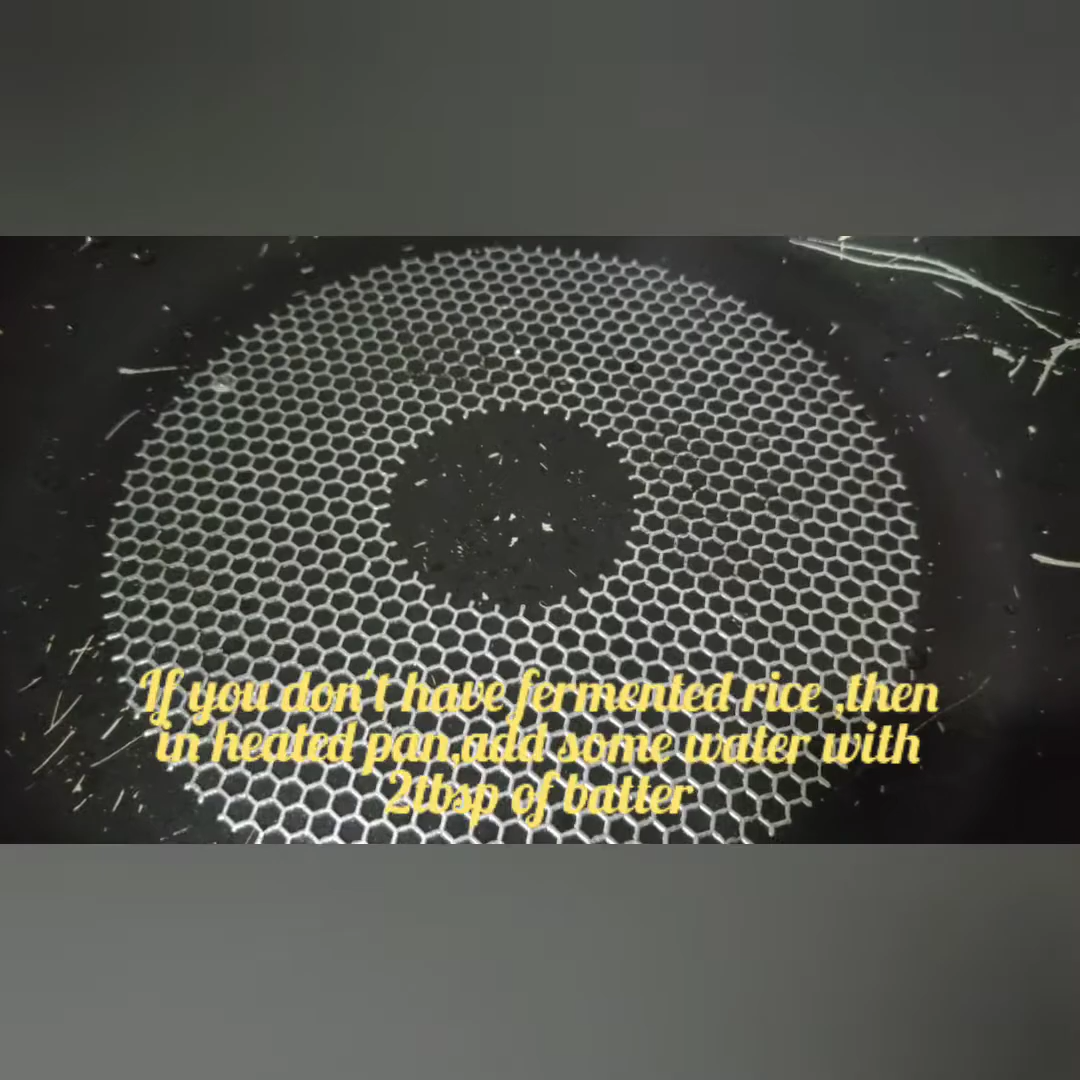 If you don't have fermented rice ,then
in heated pan,add some water with
2tbsp of batter